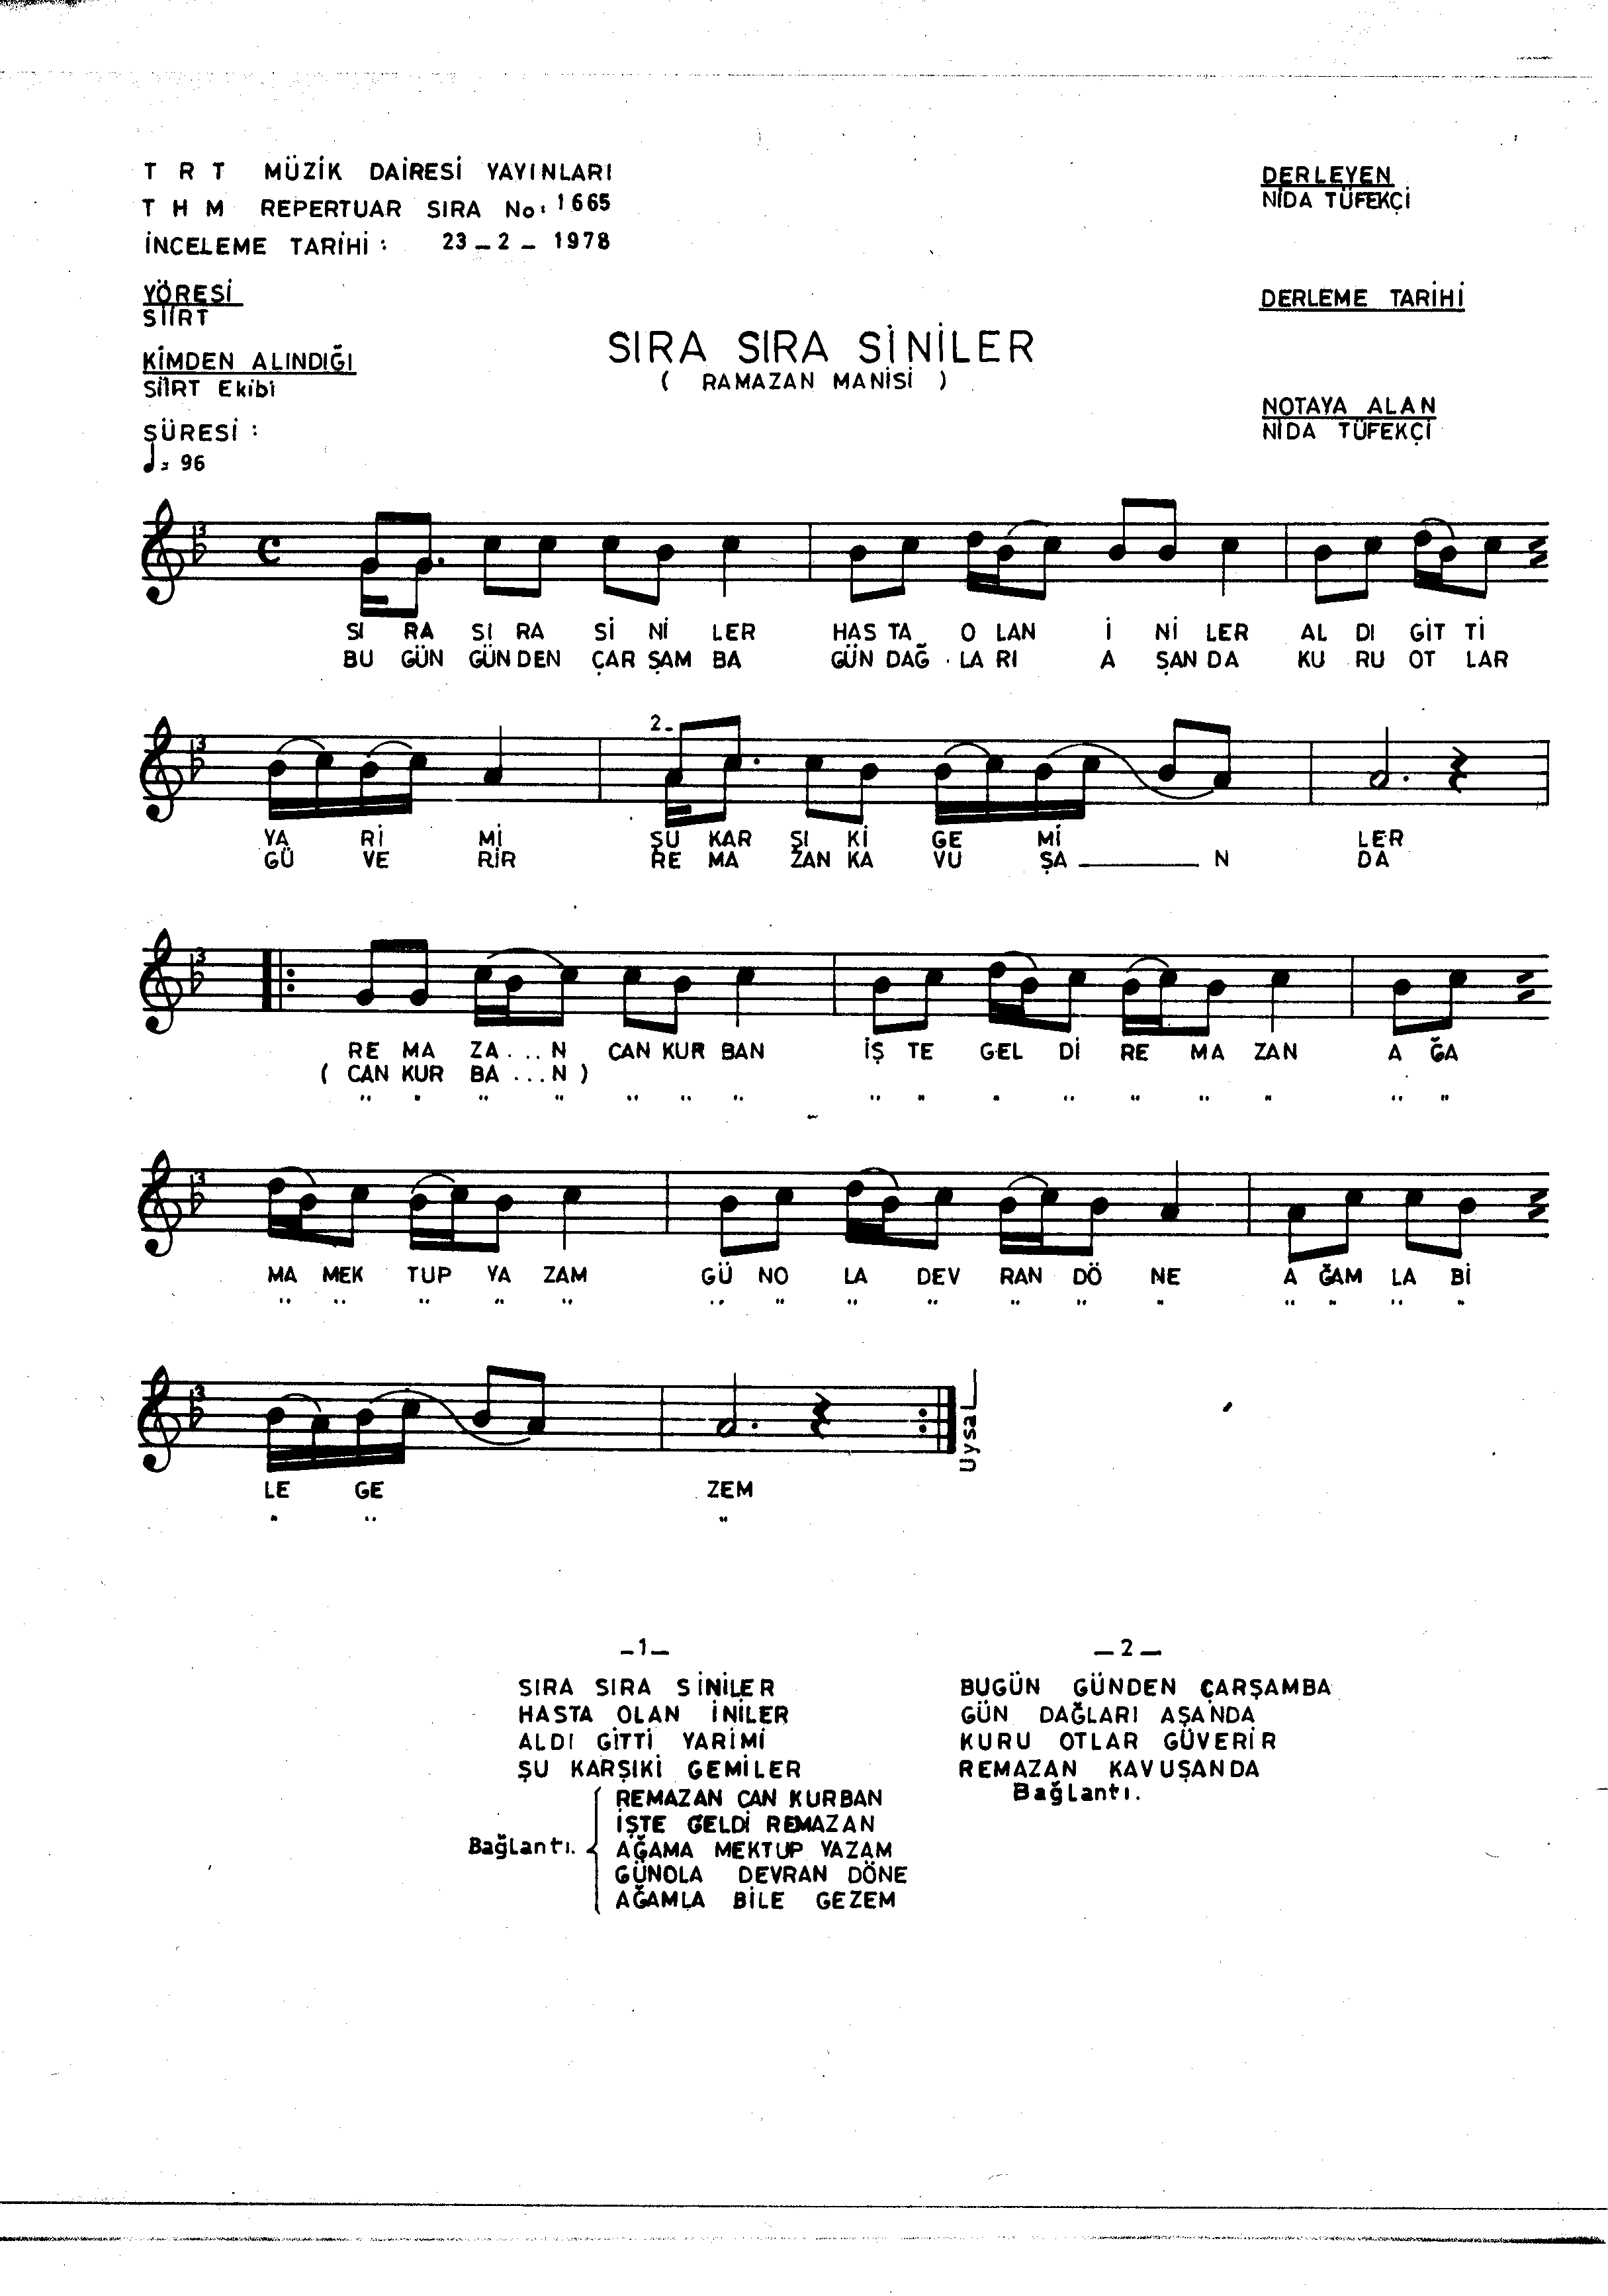 T R T MÜZİK DAİRESİ YAYINLARI
T H M REPERTUAR SIRA No: 1665
İNCELEME TARİHİ : 23 _ 2 _ 1978
DERLEYEN
NİDA TÜFEKÇİ
YÖRESİ
SİİRT
DERLEME TARİHİ
SIRA SIRA SİNİLER
( RAMAZAN MANİSİ )
KİMDEN ALINDIĞI
SİİRT Ekibi
NOTAYA ALAN
NİDA TÜFEKÇİ
SÜRESİ :
♩= 96
SI RA SI RA Sİ Nİ LER HAS TA O LAN İ Nİ LER AL DI GİT Tİ
BU GÜN GÜN DEN ÇAR ŞAM BA GÜN DAĞ LA RI A ŞAN DA KU RU OT LAR
2-
YA Rİ Mİ ŞU KAR ŞI Kİ GE Mİ LER
GÜ VE RİR RE MA ZAN KA VU ŞA N DA
RE MA ZA...N CAN KUR BAN İŞ TE GEL Dİ RE MA ZAN A ĞA
( CAN KUR BA...N )
" " " " " " " " " " " " " " " "
MA MEK TUP YA ZAM GÜ NO LA DEV RAN DÖ NE A ĞAM LA Bİ
" " " " " " " " " " " " " " " "
LE GE ZEM
" " "
Uysal
_1_
SIRA SIRA SİNİLER
HASTA OLAN İNİLER
ALDI GİTTİ YARİMİ
ŞU KARŞIKİ GEMİLER
REMAZAN CAN KURBAN
İŞTE GELDİ REMAZAN
Bağlantı. AĞAMA MEKTUP YAZAM
GÜNOLA DEVRAN DÖNE
AĞAMLA BİLE GEZEM
_2_
BUGÜN GÜNDEN ÇARŞAMBA
GÜN DAĞLARI AŞANDA
KURU OTLAR GÜVERİR
REMAZAN KAVUŞANDA
Bağlantı.